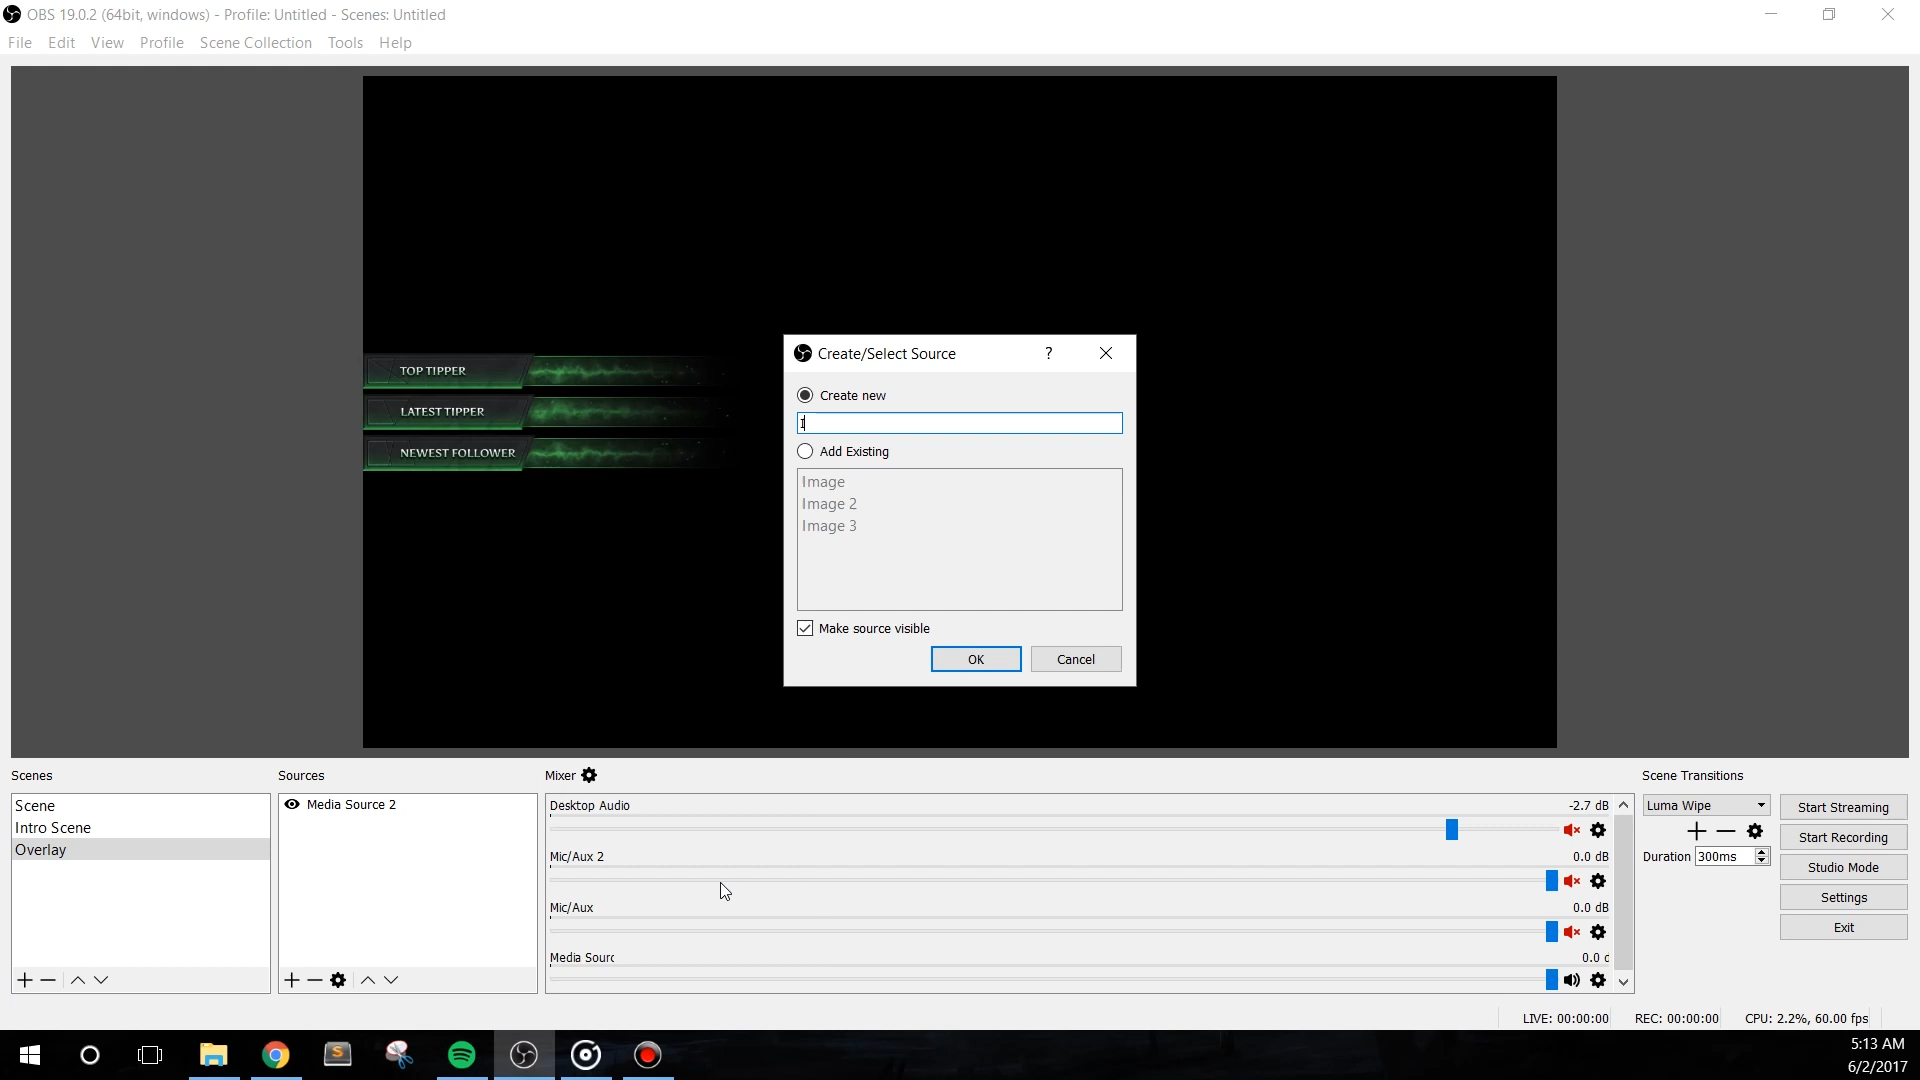 OBS 19.0.2 (64bit, windows) - Profile: Untitled - Scenes: Untitled
File Edit View Profile Scene Collection Tools Help
TOP TIPPER
LATEST TIPPER
NEWEST FOLLOWER
Create/Select Source ?
Create new
I
Add Existing
Image
Image 2
Image 3
Make source visible
OK Cancel
Scenes
Scene
Intro Scene
Overlay
Sources
Media Source 2
Mixer
Desktop Audio -2.7 dB
Mic/Aux 2 0.0 dB
Mic/Aux 0.0 dB
Media Sourc 0.0 d
Scene Transitions
Luma Wipe
Duration 300ms
Start Streaming
Start Recording
Studio Mode
Settings
Exit
LIVE: 00:00:00 REC: 00:00:00 CPU: 2.2%, 60.00 fps
S
5:13 AM
6/2/2017